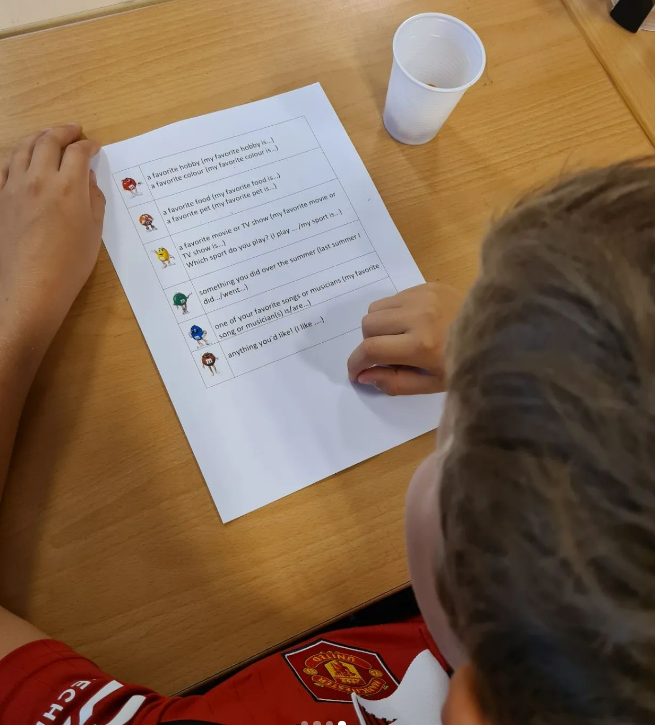 a favorite hobby (my favorite hobby is...)
a favorite colour (my favorite colour is...)
a favorite food (my favorite food is...)
a favorite pet (my favorite pet is...)
a favorite movie or TV show (my favorite movie or
TV show is...)
Which sport do you play? (I play ... /my sport is...)
something you did over the summer (last summer I
did.../went...)
one of your favorite songs or musicians (my favorite
song or musician(s) is/are...)
anything you'd like! (I like ....)
UNITED